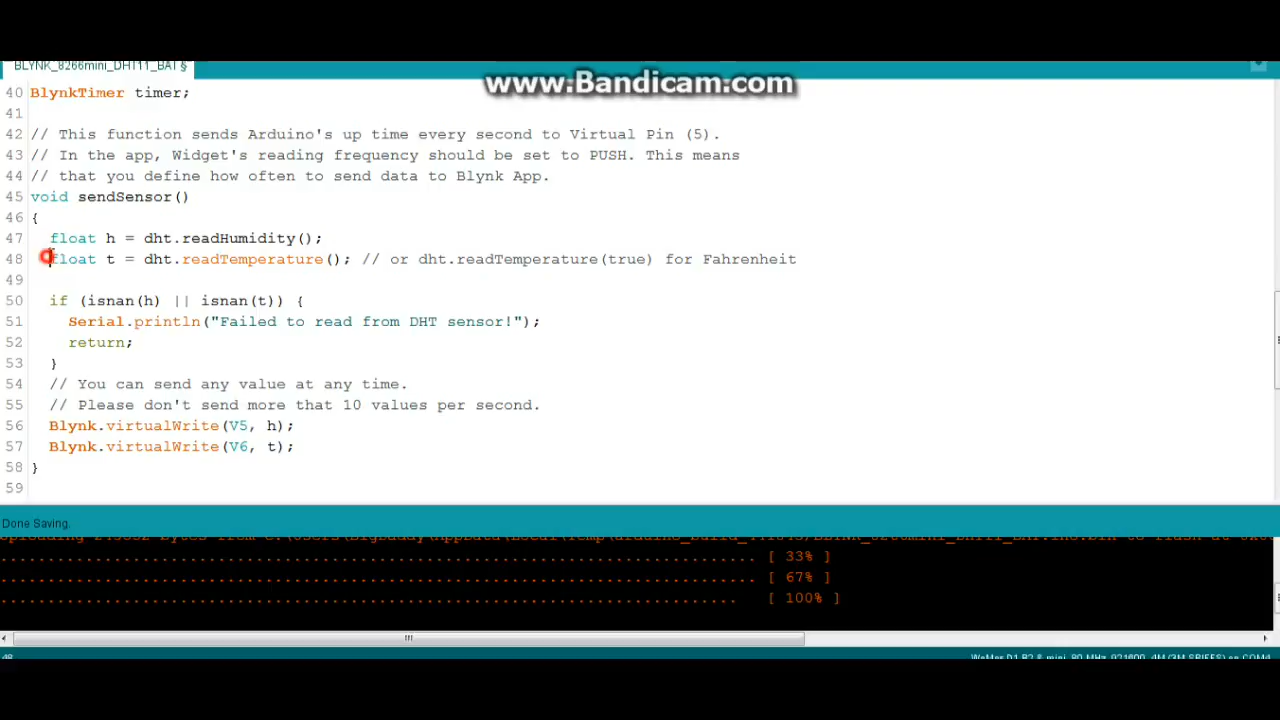 www.Bandicam.com
BLYNK_8266mini_DHT11_BAT §
40 BlynkTimer timer;
41
42 // This function sends Arduino's up time every second to Virtual Pin (5).
43 // In the app, Widget's reading frequency should be set to PUSH. This means
44 // that you define how often to send data to Blynk App.
45 void sendSensor()
46 {
47 float h = dht.readHumidity();
48 float t = dht.readTemperature(); // or dht.readTemperature(true) for Fahrenheit
49
50 if (isnan(h) || isnan(t)) {
51 Serial.println("Failed to read from DHT sensor!");
52 return;
53 }
54 // You can send any value at any time.
55 // Please don't send more that 10 values per second.
56 Blynk.virtualWrite(V5, h);
57 Blynk.virtualWrite(V6, t);
58 }
59
Done Saving.
................................................................................ [ 33% ]
................................................................................ [ 67% ]
.............................................................................. [ 100% ]
48